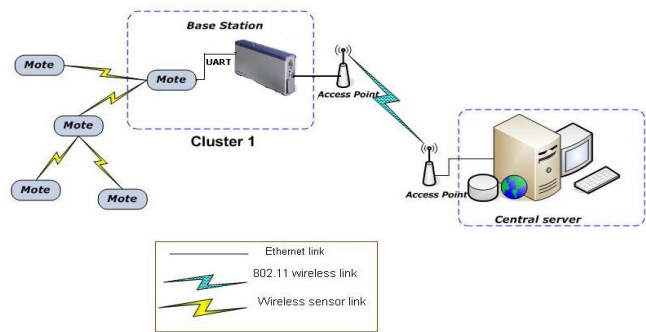 Base Station
Mote
UART
Mote
Access Point
Mote
Cluster 1
Mote
Mote
Access Point
Central server
Ethernet link
802.11 wireless link
Wireless sensor link